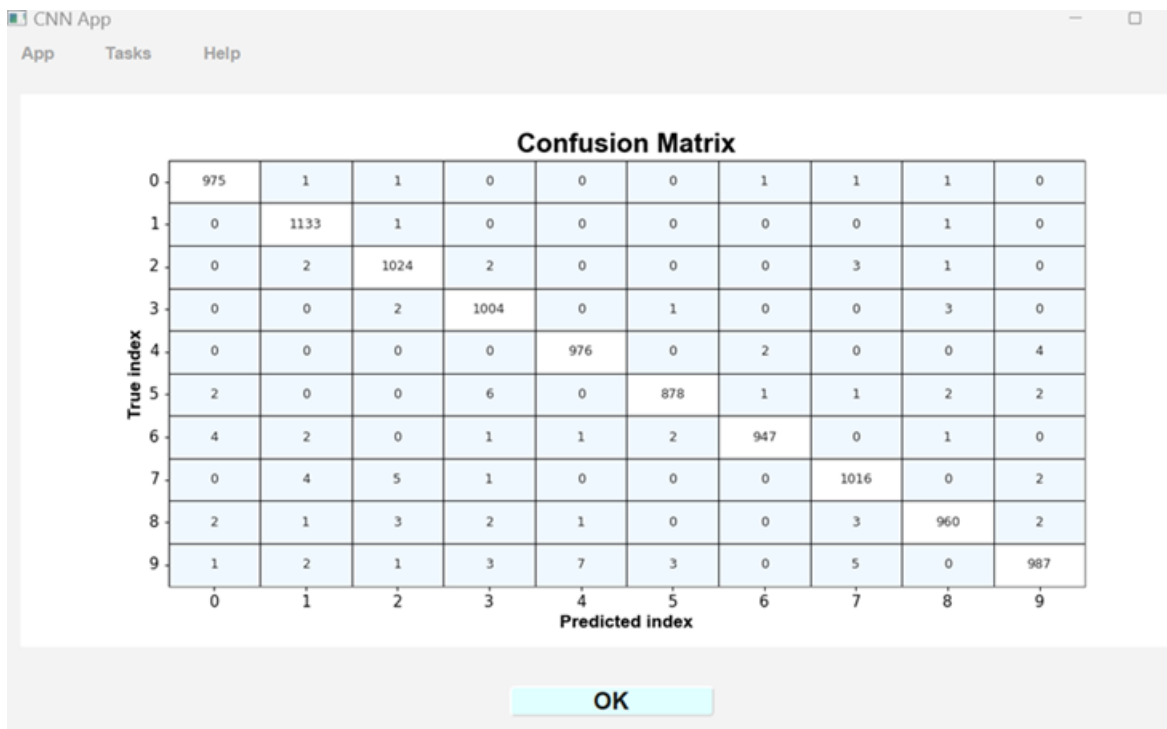 CNN App
App Tasks Help
Confusion Matrix
0 975 1 1 0 0 0 1 1 1 0
1 0 1133 1 0 0 0 0 0 1 0
2 0 2 1024 2 0 0 0 3 1 0
3 0 0 2 1004 0 1 0 0 3 0
4 0 0 0 0 976 0 2 0 0 4
5 2 0 0 6 0 878 1 1 2 2
6 4 2 0 1 1 2 947 0 1 0
7 0 4 5 1 0 0 0 1016 0 2
8 2 1 3 2 1 0 0 3 960 2
9 1 2 1 3 7 3 0 5 0 987
True index
0 1 2 3 4 5 6 7 8 9
Predicted index
OK